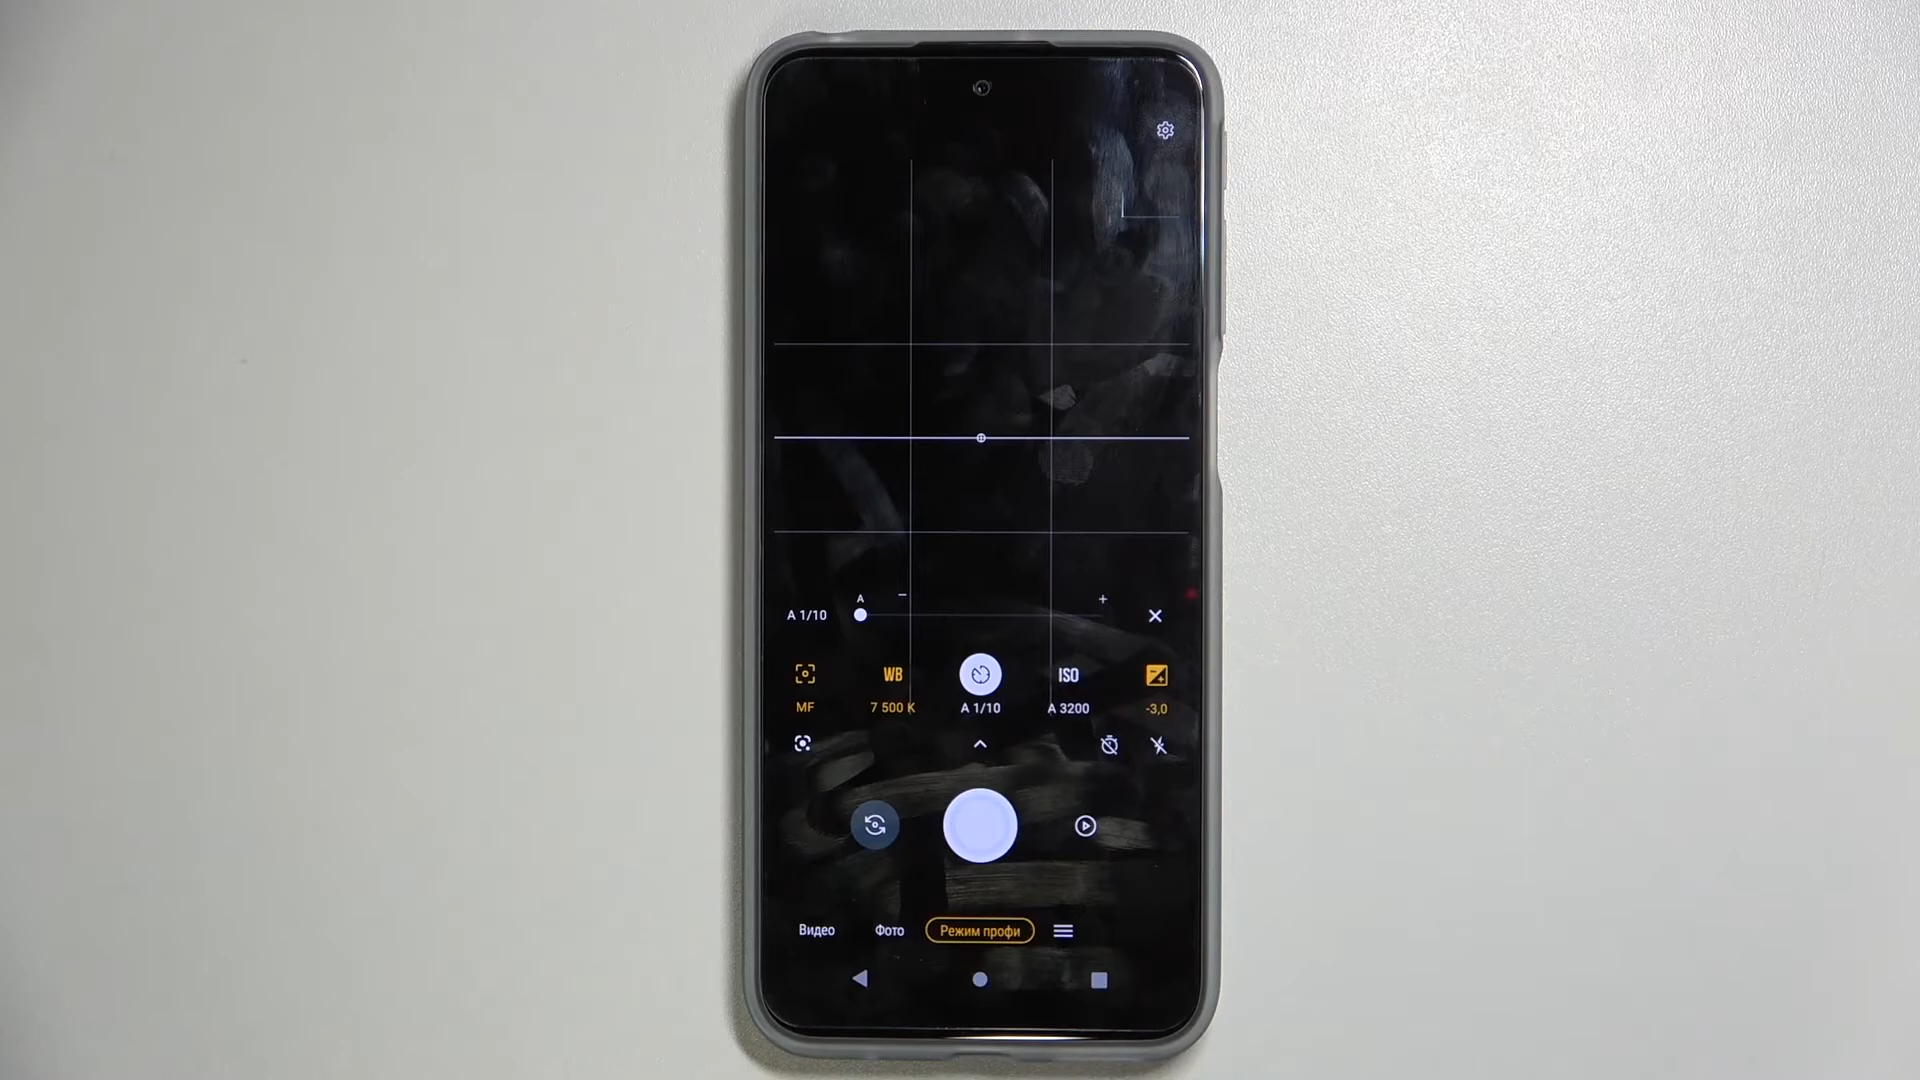 A
− +
A 1/10
WB ISO
MF 7 500 K A 1/10 A 3200 -3,0
Видео Фото Режим профи